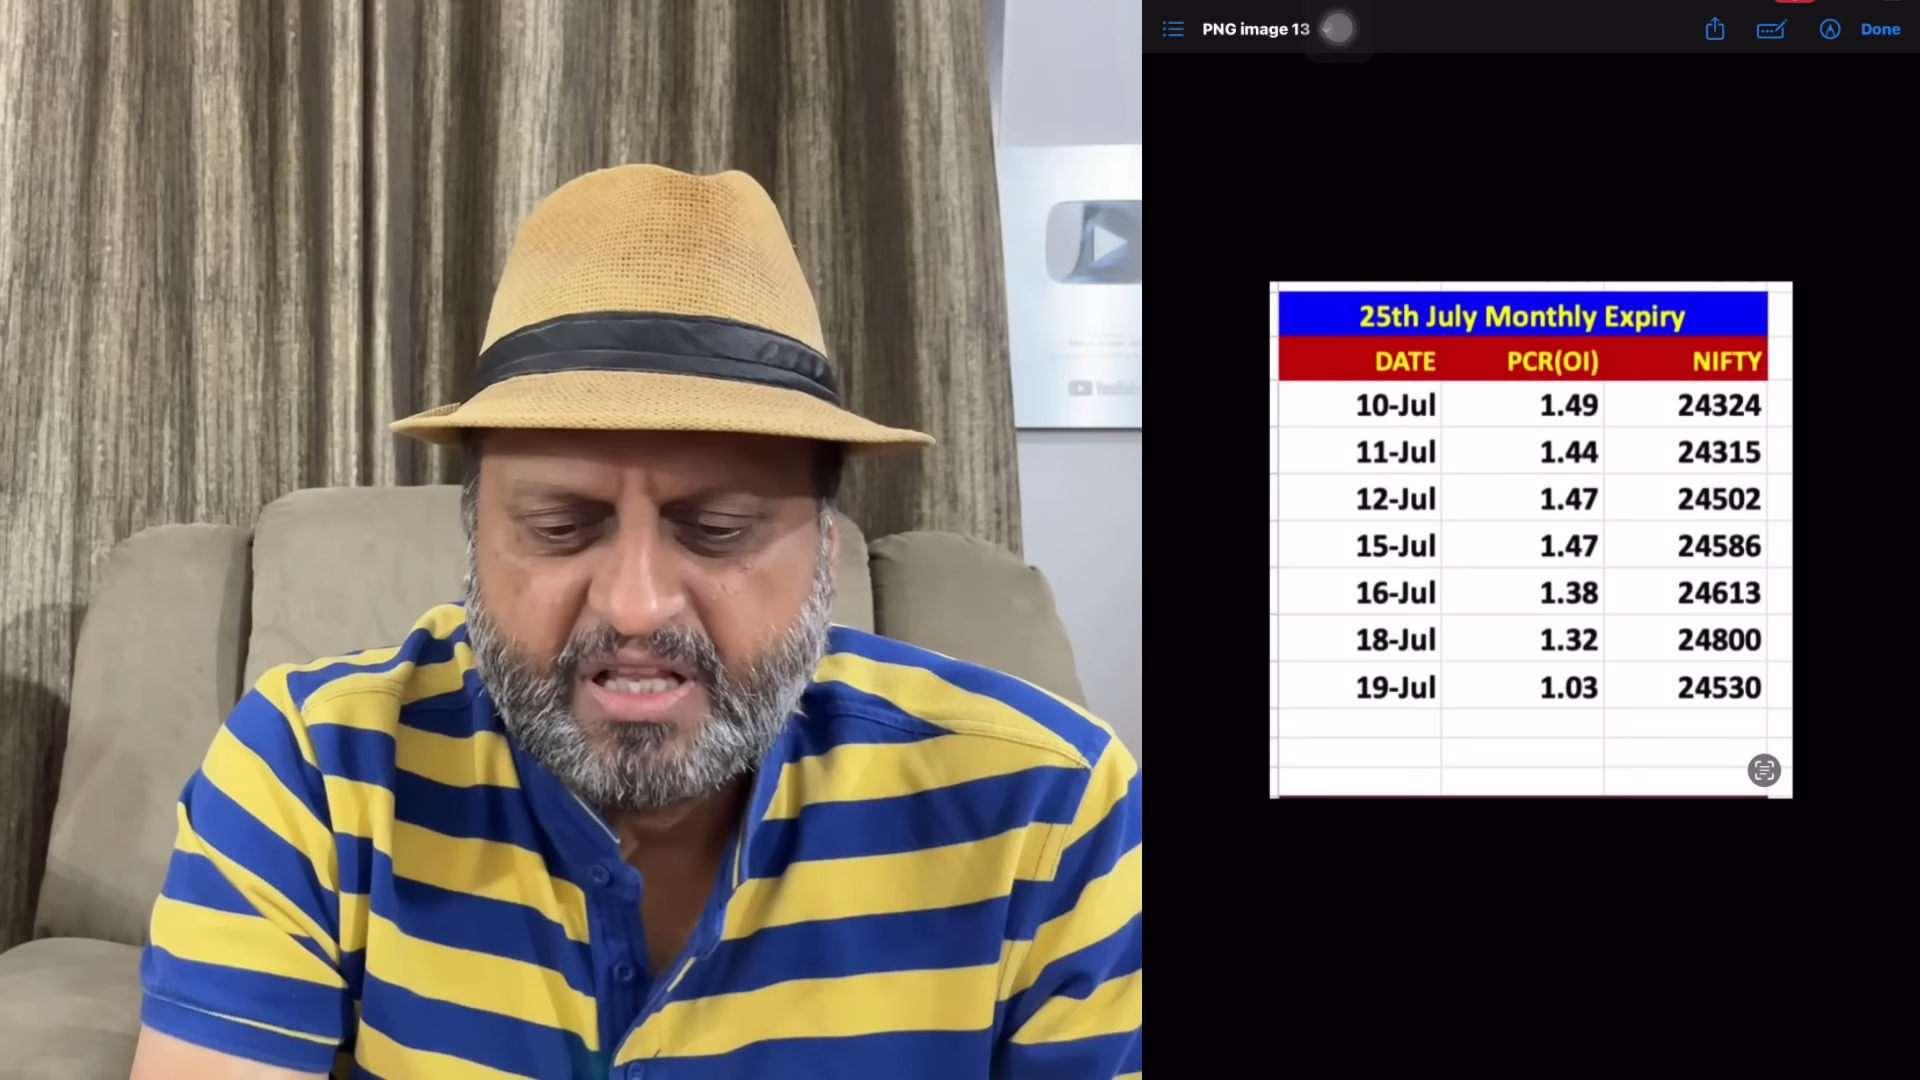 PNG image 13
Done
25th July Monthly Expiry
DATE PCR(OI) NIFTY
10-Jul 1.49 24324
11-Jul 1.44 24315
12-Jul 1.47 24502
15-Jul 1.47 24586
16-Jul 1.38 24613
18-Jul 1.32 24800
19-Jul 1.03 24530